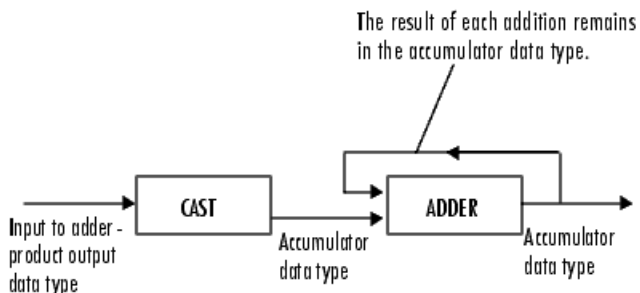 The result of each addition remains
in the accumulator data type.
CAST
ADDER
Input to adder-
product output
data type
Accumulator
data type
Accumulator
data type